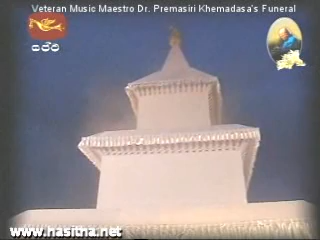 Veteran Music Maestro Dr. Premasiri Khemadasa's Funeral
www.hasitha.net